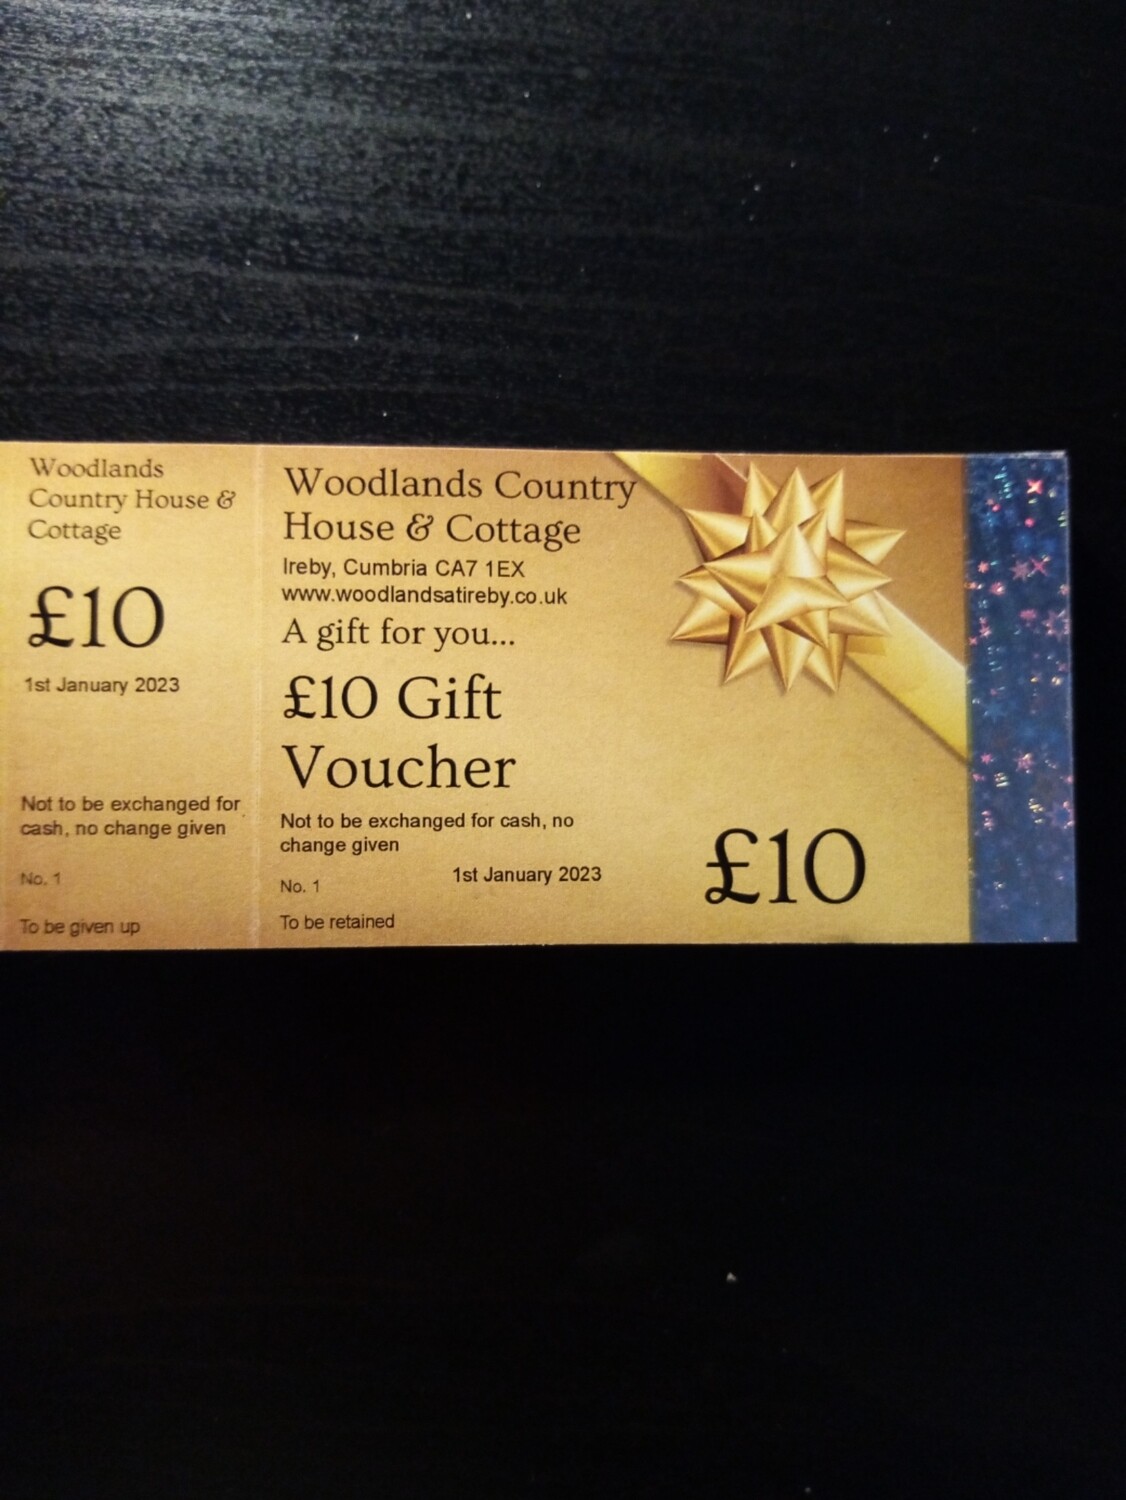 Woodlands
Country House &
Cottage
£10
1st January 2023
Not to be exchanged for
cash, no change given
No. 1
To be given up
Woodlands Country
House & Cottage
Ireby, Cumbria CA7 1EX
www.woodlandsatireby.co.uk
A gift for you...
£10 Gift
Voucher
Not to be exchanged for cash, no
change given
No. 1
1st January 2023
To be retained
£10